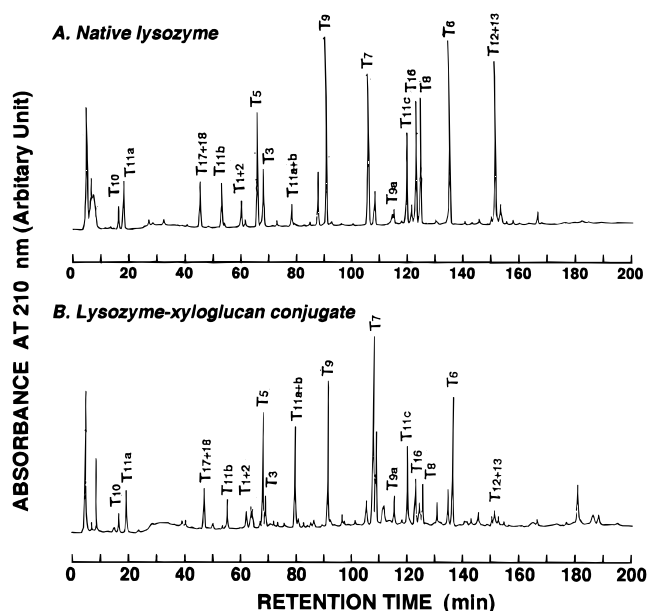 A. Native lysozyme
T10
T11a
T17+18
T11b
T1+2
T5
T3
T11a+b
T9
T7
T9a
T11c
T16
T8
T6
T12+13
0 20 40 60 80 100 120 140 160 180 200
B. Lysozyme-xyloglucan conjugate
T10
T11a
T17+18
T11b
T1+2
T5
T3
T11a+b
T9
T7
T9a
T11c
T16
T8
T6
T12+13
0 20 40 60 80 100 120 140 160 180 200
RETENTION TIME (min)
ABSORBANCE AT 210 nm (Arbitary Unit)